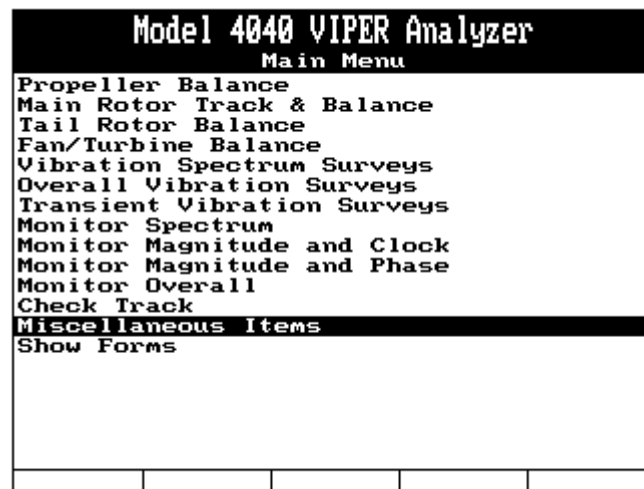 Model 4040 VIPER Analyzer
Main Menu
Propeller Balance
Main Rotor Track & Balance
Tail Rotor Balance
Fan/Turbine Balance
Vibration Spectrum Surveys
Overall Vibration Surveys
Transient Vibration Surveys
Monitor Spectrum
Monitor Magnitude and Clock
Monitor Magnitude and Phase
Monitor Overall
Check Track
Miscellaneous Items
Show Forms